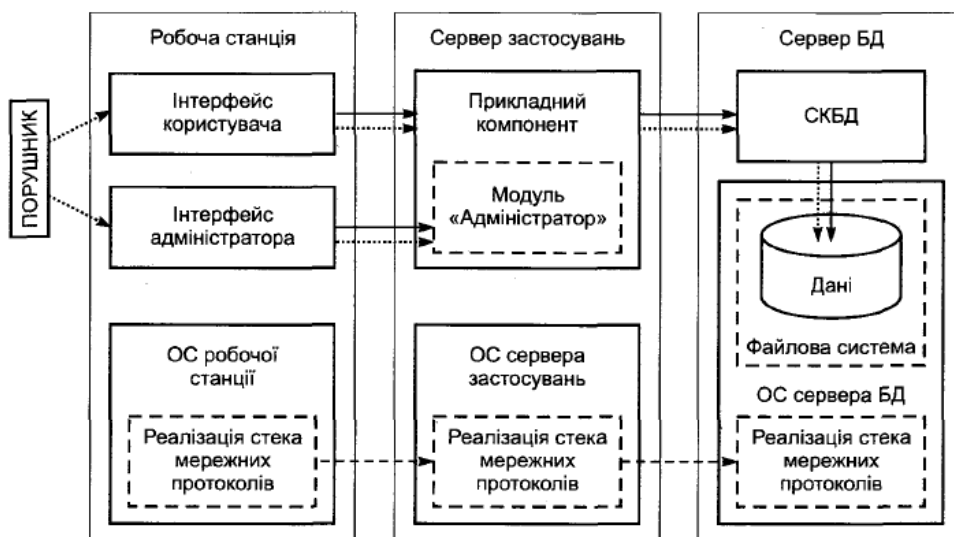 Робоча станція
Сервер застосувань
Сервер БД
ПОРУШНИК
Інтерфейс
користувача
Прикладний
компонент
СКБД
Інтерфейс
адміністратора
Модуль
«Адміністратор»
Дані
Файлова система
ОС робочої
станції
ОС сервера
застосувань
ОС сервера БД
Реалізація стека
мережних
протоколів
Реалізація стека
мережних
протоколів
Реалізація стека
мережних
протоколів